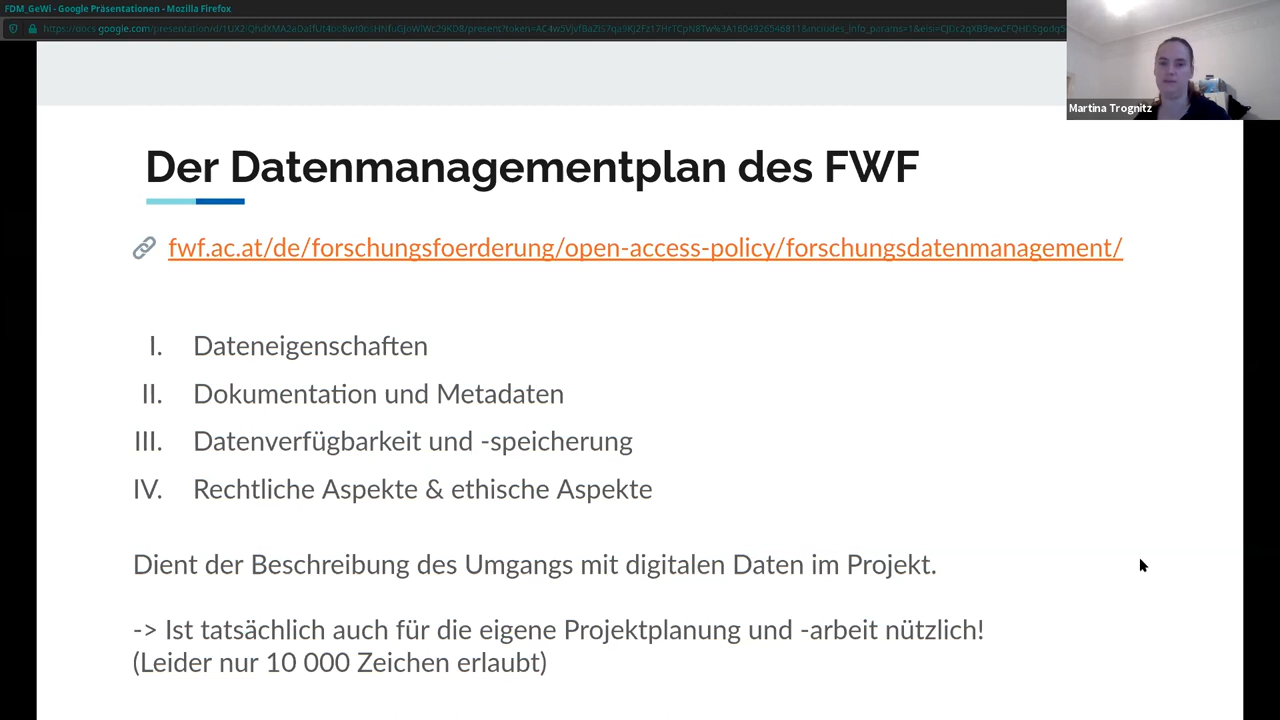 FDM_GeWi - Google Präsentationen - Mozilla Firefox
Martina Trognitz
Der Datenmanagementplan des FWF
fwf.ac.at/de/forschungsfoerderung/open-access-policy/forschungsdatenmanagement/
I. Dateneigenschaften
II. Dokumentation und Metadaten
III. Datenverfügbarkeit und -speicherung
IV. Rechtliche Aspekte & ethische Aspekte
Dient der Beschreibung des Umgangs mit digitalen Daten im Projekt.
-> Ist tatsächlich auch für die eigene Projektplanung und -arbeit nützlich!
(Leider nur 10 000 Zeichen erlaubt)